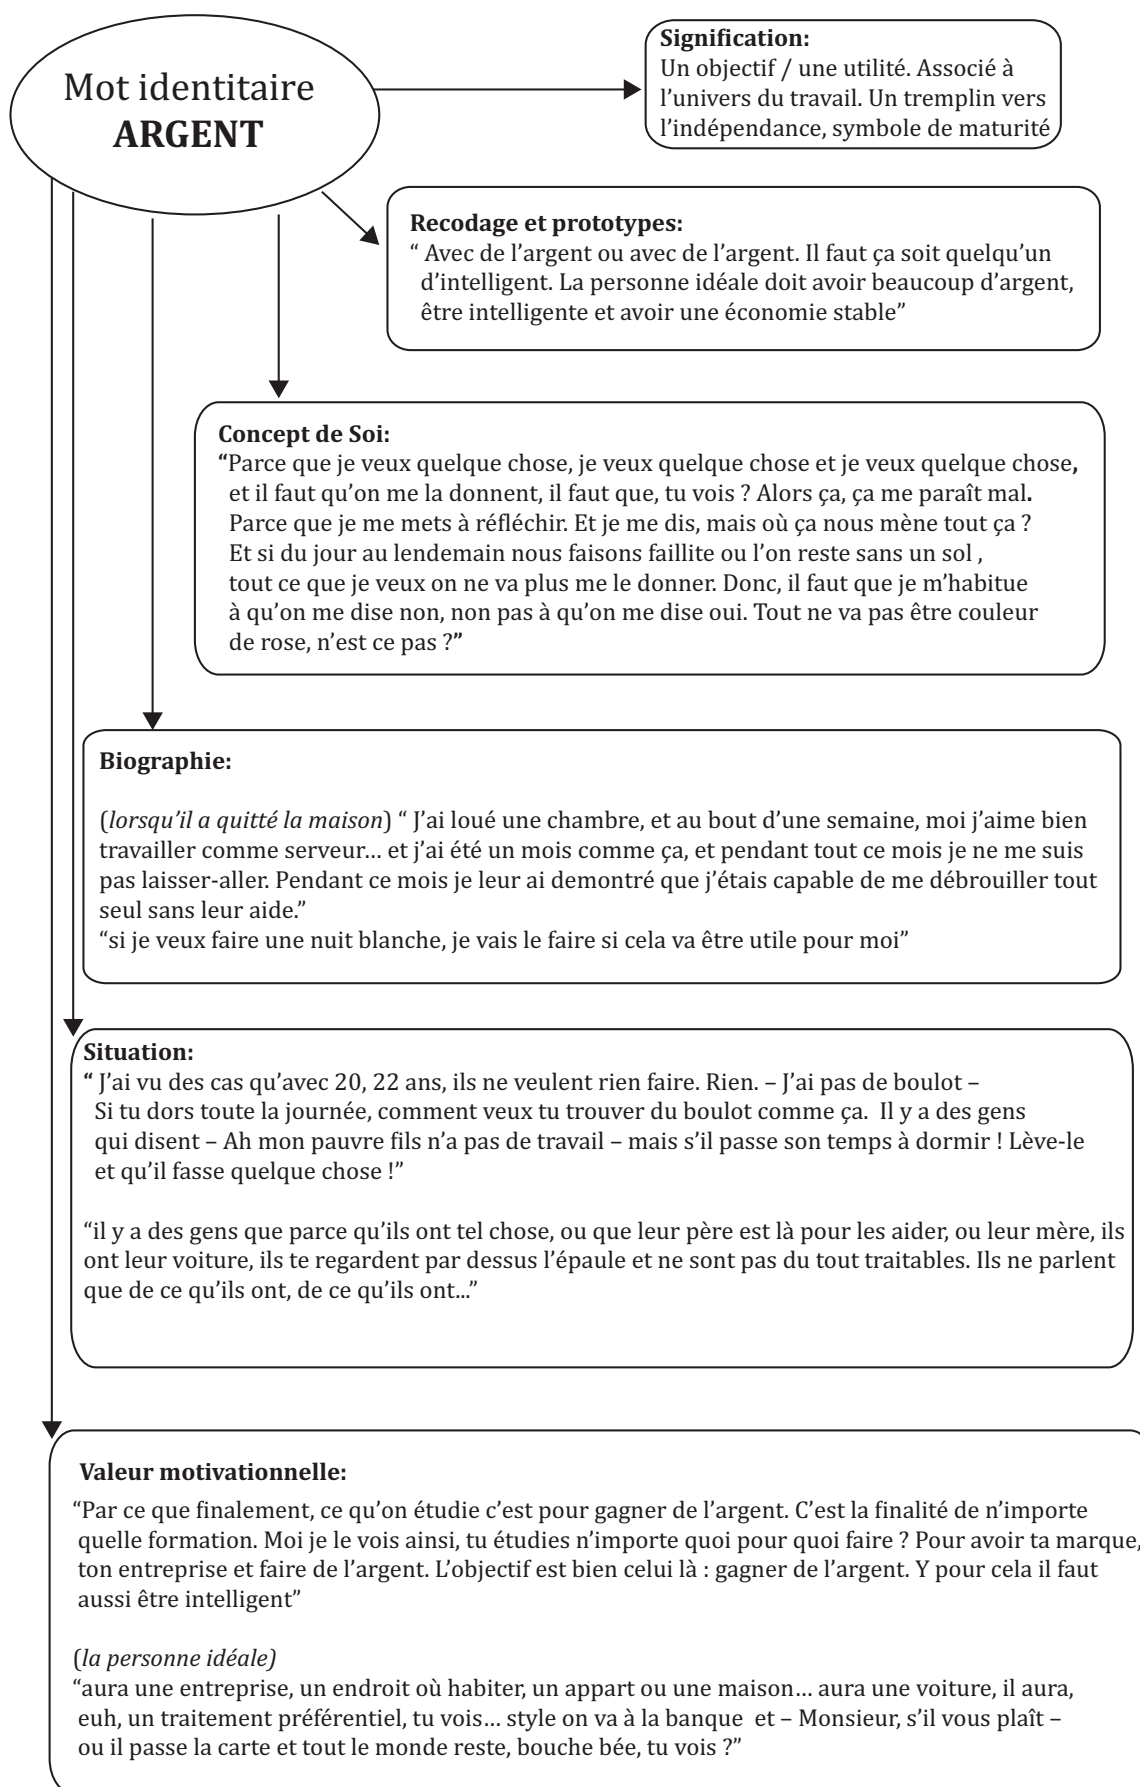 Mot identitaire
ARGENT
Signification:
Un objectif / une utilité. Associé à
l’univers du travail. Un tremplin vers
l’indépendance, symbole de maturité
Recodage et prototypes:
“ Avec de l’argent ou avec de l’argent. Il faut ça soit quelqu’un
d’intelligent. La personne idéale doit avoir beaucoup d’argent,
être intelligente et avoir une économie stable”
Concept de Soi:
“Parce que je veux quelque chose, je veux quelque chose et je veux quelque chose,
et il faut qu’on me la donnent, il faut que, tu vois ? Alors ça, ça me paraît mal.
Parce que je me mets à réfléchir. Et je me dis, mais où ça nous mène tout ça ?
Et si du jour au lendemain nous faisons faillite ou l’on reste sans un sol ,
tout ce que je veux on ne va plus me le donner. Donc, il faut que je m’habitue
à qu’on me dise non, non pas à qu’on me dise oui. Tout ne va pas être couleur
de rose, n’est ce pas ?”
Biographie:
(lorsqu’il a quitté la maison) “ J’ai loué une chambre, et au bout d’une semaine, moi j’aime bien
travailler comme serveur… et j’ai été un mois comme ça, et pendant tout ce mois je ne me suis
pas laisser-aller. Pendant ce mois je leur ai demontré que j’étais capable de me débrouiller tout
seul sans leur aide.”
“si je veux faire une nuit blanche, je vais le faire si cela va être utile pour moi”
Situation:
“ J’ai vu des cas qu’avec 20, 22 ans, ils ne veulent rien faire. Rien. – J’ai pas de boulot –
Si tu dors toute la journée, comment veux tu trouver du boulot comme ça. Il y a des gens
qui disent – Ah mon pauvre fils n’a pas de travail – mais s’il passe son temps à dormir ! Lève-le
et qu’il fasse quelque chose !”
“il y a des gens que parce qu’ils ont tel chose, ou que leur père est là pour les aider, ou leur mère, ils
ont leur voiture, ils te regardent par dessus l’épaule et ne sont pas du tout traitables. Ils ne parlent
que de ce qu’ils ont, de ce qu’ils ont...”
Valeur motivationnelle:
“Par ce que finalement, ce qu’on étudie c’est pour gagner de l’argent. C’est la finalité de n’importe
quelle formation. Moi je le vois ainsi, tu étudies n’importe quoi pour quoi faire ? Pour avoir ta marque,
ton entreprise et faire de l’argent. L’objectif est bien celui là : gagner de l’argent. Y pour cela il faut
aussi être intelligent”
(la personne idéale)
“aura une entreprise, un endroit où habiter, un appart ou une maison… aura une voiture, il aura,
euh, un traitement préférentiel, tu vois… style on va à la banque et – Monsieur, s’il vous plaît –
ou il passe la carte et tout le monde reste, bouche bée, tu vois ?”